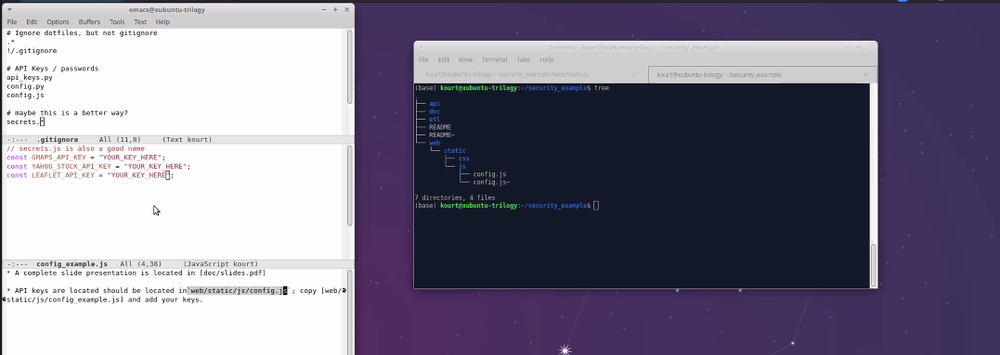 emacs@xubuntu-trilogy
File Edit Options Buffers Tools Text Help
# Ignore dotfiles, but not gitignore
.*
!/.gitignore
# API Keys / passwords
api_keys.py
config.py
config.js
# maybe this is a better way?
secrets.*
-:--- .gitignore All (11,8) (Text kourt)
// secrets.js is also a good name
const GMAPS_API_KEY = "YOUR_KEY_HERE";
const YAHOO_STOCK_API_KEY = "YOUR_KEY_HERE";
const LEAFLET_API_KEY = "YOUR_KEY_HERE";
-:--- config_example.js All (4,38) (JavaScript kourt)
* A complete slide presentation is located in [doc/slides.pdf]
* API keys are located should be located in`web/static/js/config.js`; copy [web/
static/js/config_example.js] and add your keys.
Terminal - kourt@xubuntu-trilogy: ~/security_example
File Edit View Terminal Tabs Help
kourt@xubuntu-trilogy: ~/security_example/web/static/js
kourt@xubuntu-trilogy: ~/security_example
(base) kourt@xubuntu-trilogy:~/security_example$ tree
.
├── api
├── doc
├── etl
├── README
├── README~
└── web
└── static
├── css
└── js
├── config.js
└── config.js~
7 directories, 4 files
(base) kourt@xubuntu-trilogy:~/security_example$